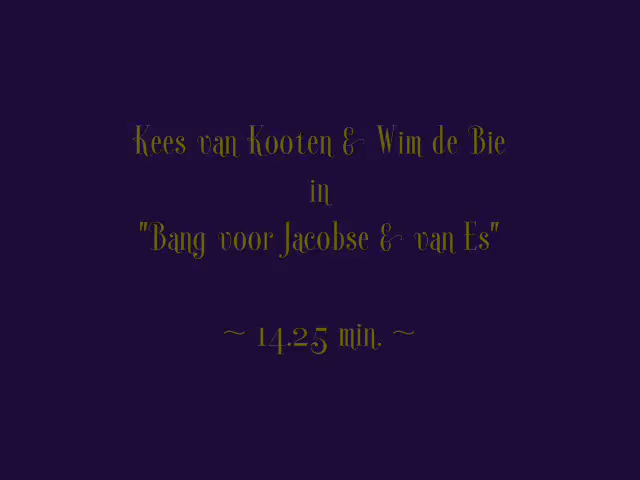 Kees van Kooten & Wim de Bie
in
"Bang voor Jacobse & van Es"
~ 14.25 min. ~